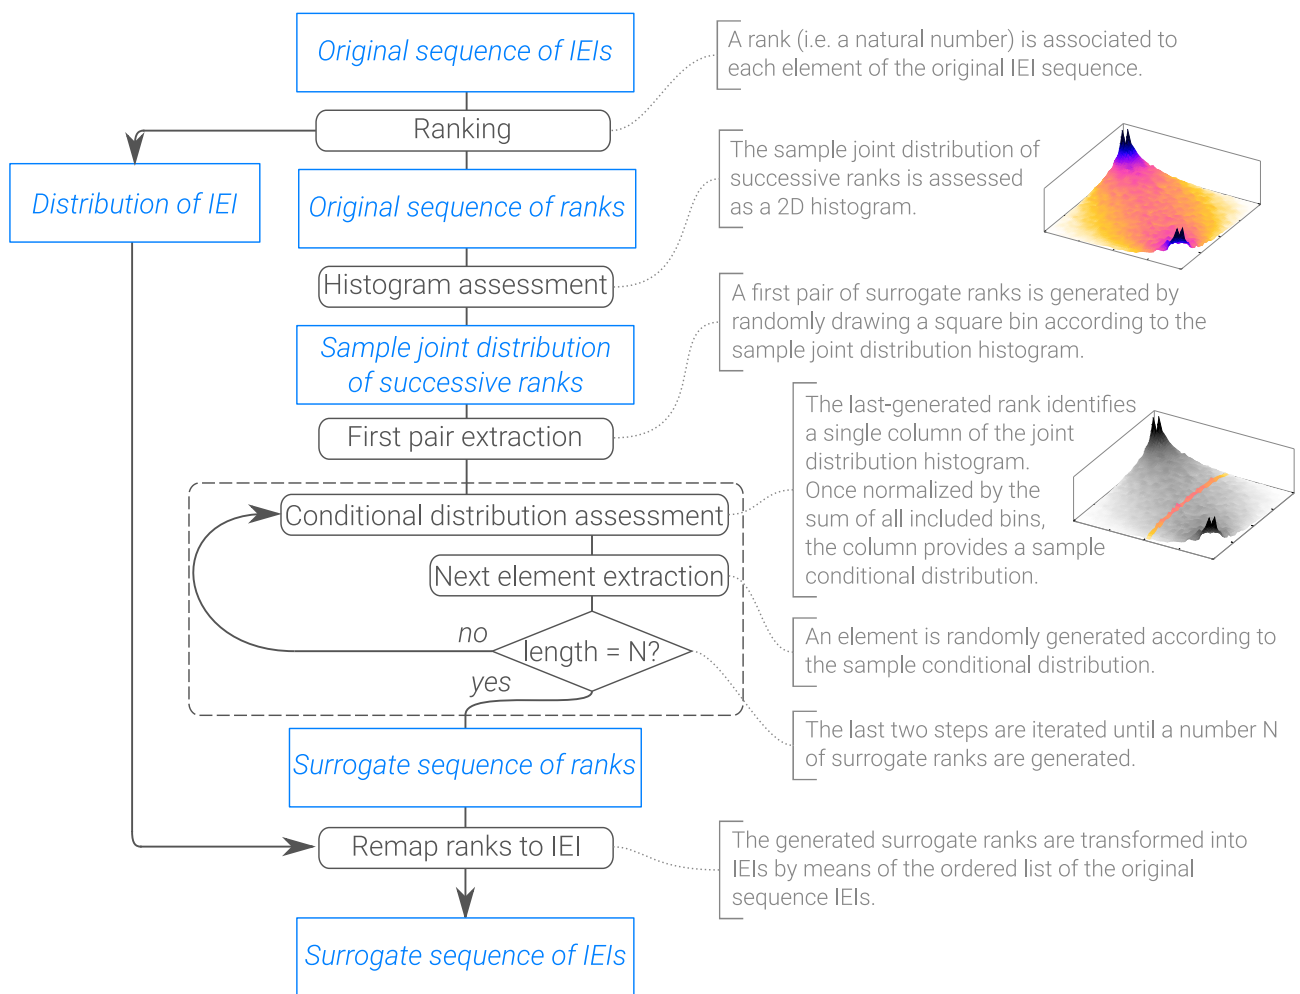 Original sequence of IEIs
A rank (i.e. a natural number) is associated to
each element of the original IEI sequence.
Ranking
The sample joint distribution of
successive ranks is assessed
as a 2D histogram.
Distribution of IEI
Original sequence of ranks
Histogram assessment
A first pair of surrogate ranks is generated by
randomly drawing a square bin according to the
sample joint distribution histogram.
Sample joint distribution
of successive ranks
First pair extraction
The last-generated rank identifies
a single column of the joint
distribution histogram.
Once normalized by the
sum of all included bins,
the column provides a sample
conditional distribution.
Conditional distribution assessment
Next element extraction
An element is randomly generated according to
the sample conditional distribution.
no
length = N?
yes
The last two steps are iterated until a number N
of surrogate ranks are generated.
Surrogate sequence of ranks
Remap ranks to IEI
The generated surrogate ranks are transformed into
IEIs by means of the ordered list of the original
sequence IEIs.
Surrogate sequence of IEIs